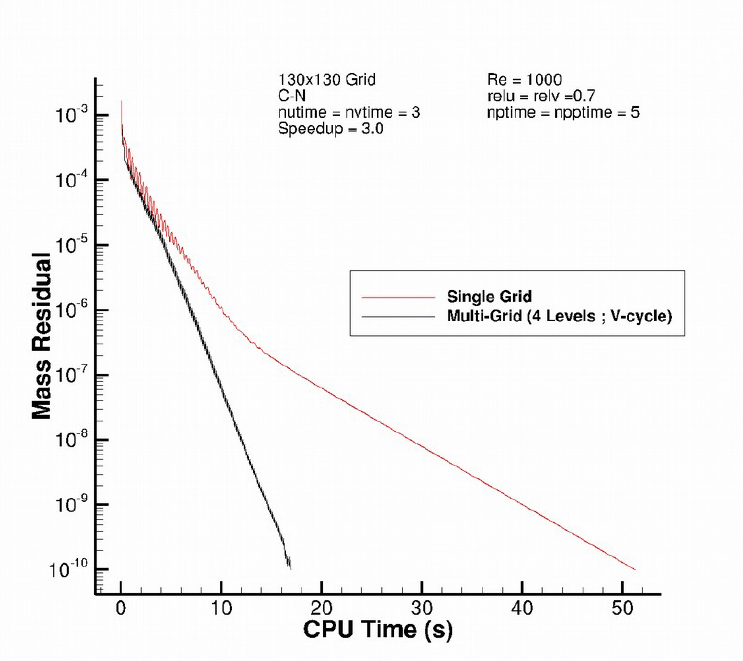 130x130 Grid
C-N
nutime = nvtime = 3
Speedup = 3.0
Re = 1000
relu = relv =0.7
nptime = npptime = 5
10-3
10-4
10-5
10-6
10-7
10-8
10-9
10-10
Mass Residual
Single Grid
Multi-Grid (4 Levels ; V-cycle)
0 10 20 30 40 50
CPU Time (s)